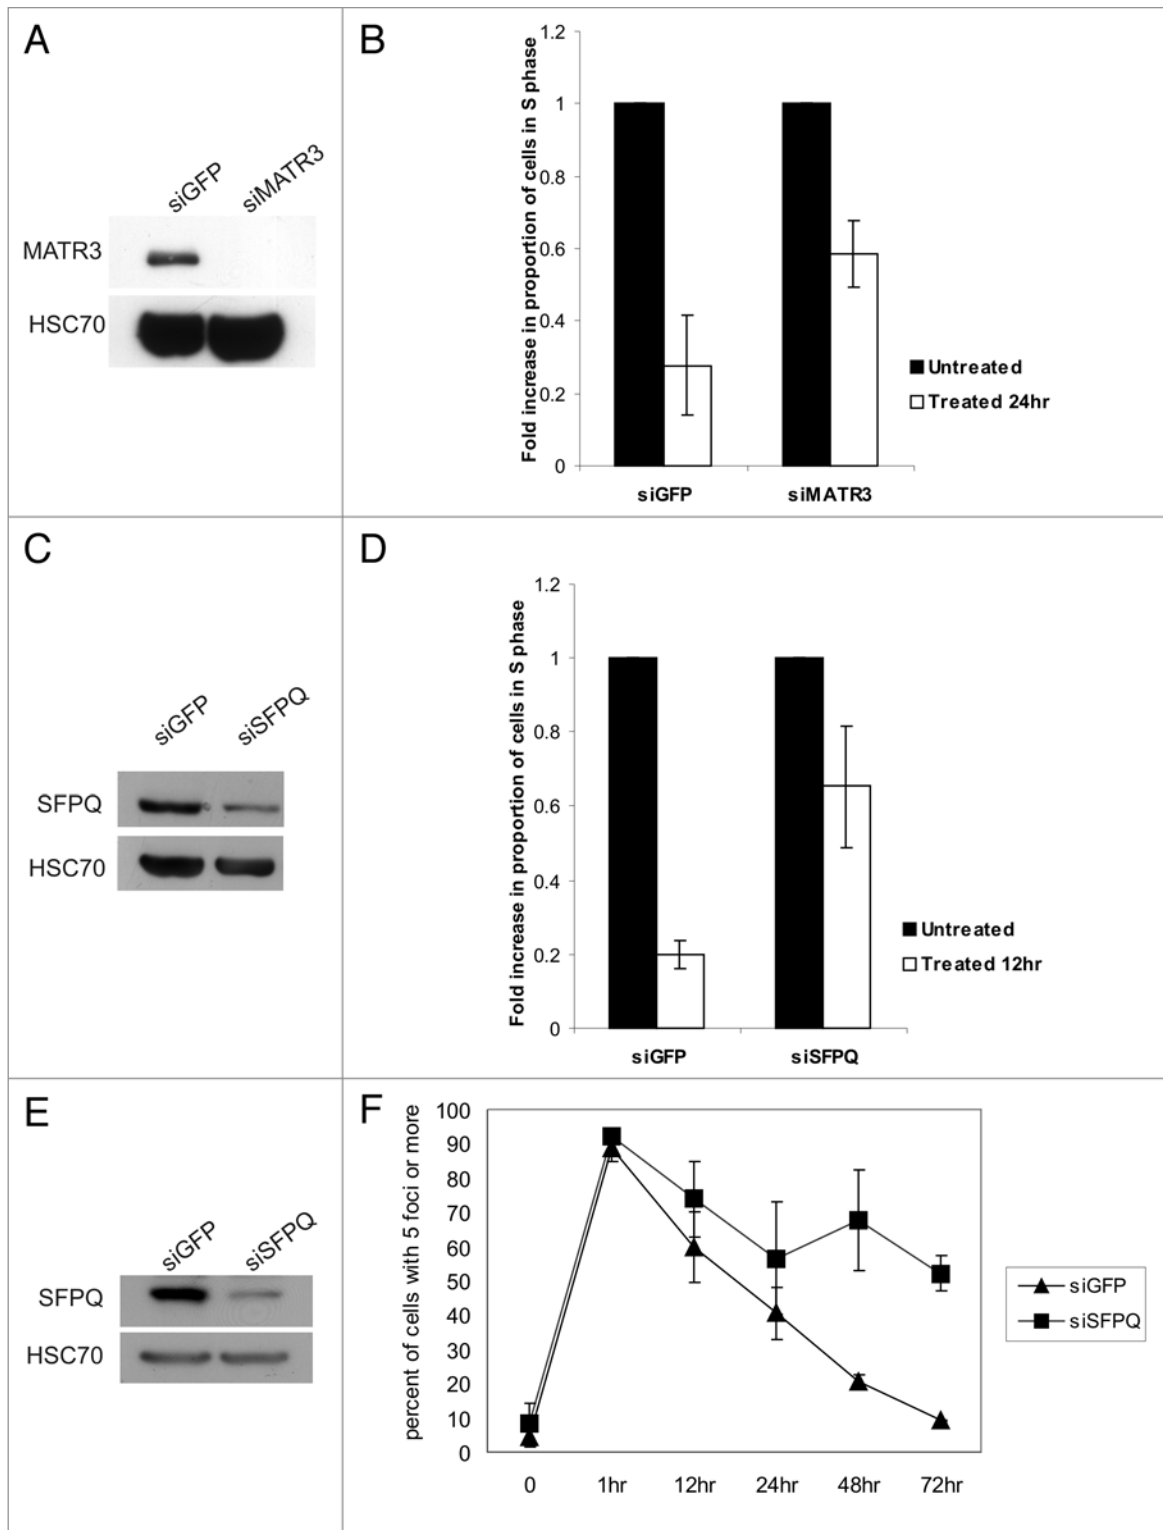 A
siGFP
siMATR3
MATR3
HSC70
B
Fold increase in proportion of cells in S phase
1.2
1
0.8
0.6
0.4
0.2
0
siGFP
siMATR3
Untreated
Treated 24hr
C
siGFP
siSFPQ
SFPQ
HSC70
D
Fold increase in proportion of cells in S phase
1.2
1
0.8
0.6
0.4
0.2
0
siGFP
siSFPQ
Untreated
Treated 12hr
E
siGFP
siSFPQ
SFPQ
HSC70
F
percent of cells with 5 foci or more
100
90
80
70
60
50
40
30
20
10
0
0 1hr 12hr 24hr 48hr 72hr
siGFP
siSFPQ